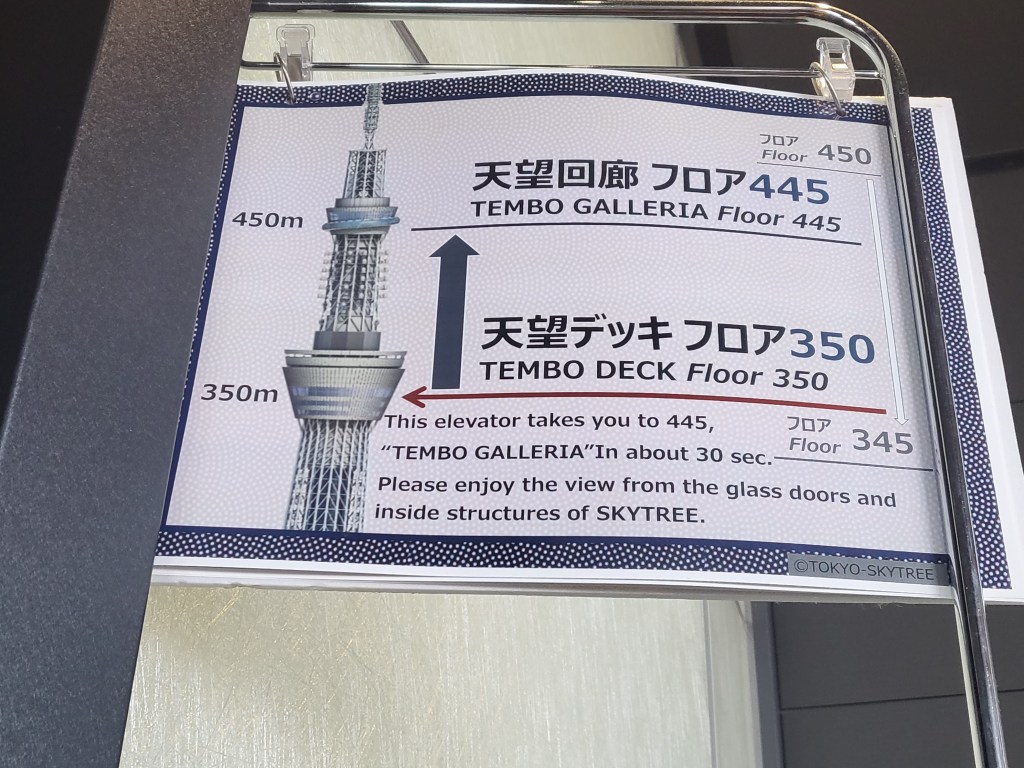 フロア
Floor 450
天望回廊 フロア445
TEMBO GALLERIA Floor 445
450m
天望デッキ フロア350
TEMBO DECK Floor 350
350m
フロア
Floor 345
This elevator takes you to 445,
“TEMBO GALLERIA”In about 30 sec.
Please enjoy the view from the glass doors and
inside structures of SKYTREE.
©TOKYO-SKYTREE